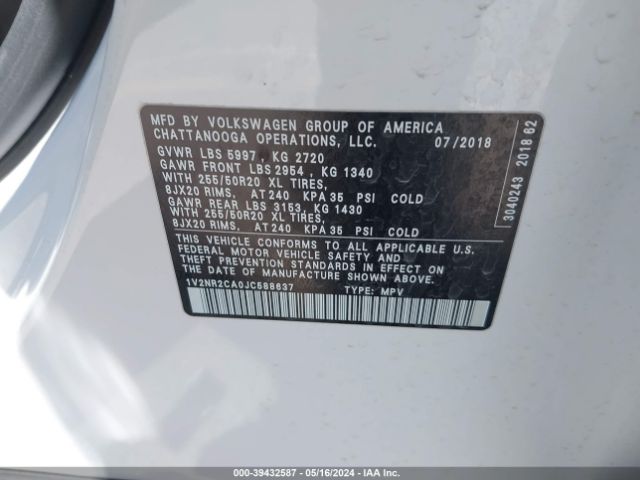 MFD BY VOLKSWAGEN GROUP OF AMERICA
CHATTANOOGA OPERATIONS, LLC. 07/2018
GVWR LBS 5997 , KG 2720
GAWR FRONT LBS 2954 , KG 1340
WITH 255/50R20 XL TIRES,
8JX20 RIMS, AT 240 KPA 35 PSI COLD
GAWR REAR LBS 3153, KG 1430
WITH 255/50R20 XL TIRES,
8JX20 RIMS, AT 240 KPA 35 PSI COLD
THIS VEHICLE CONFORMS TO ALL APPLICABLE U.S.
FEDERAL MOTOR VEHICLE SAFETY AND
THEFT PREVENTION STANDARDS IN EFFECT ON
THE DATE OF MANUFACTURE SHOWN ABOVE.
1V2NR2CA0JC588637 TYPE: MPV
3040243 2018 62
000-39432587 - 05/16/2024 - IAA Inc.